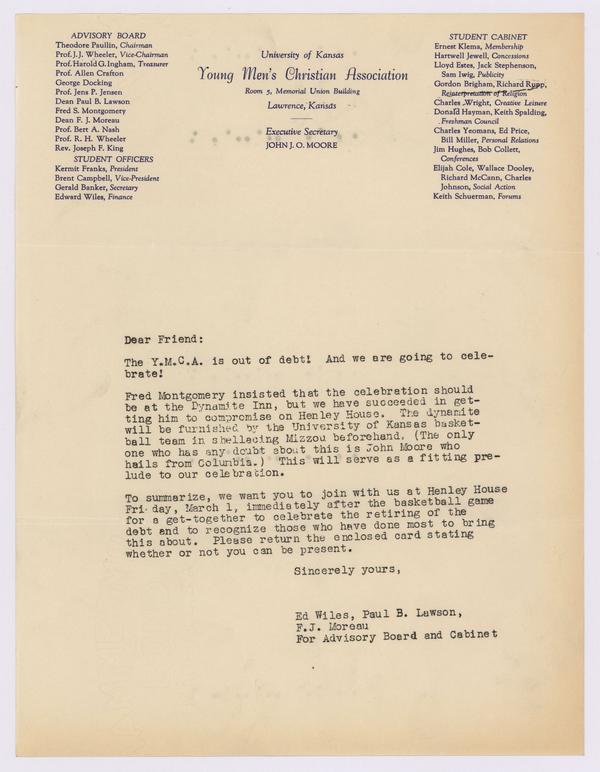 ADVISORY BOARD
Theodore Paullin, Chairman
Prof. J. J. Wheeler, Vice-Chairman
Prof. Harold G. Ingham, Treasurer
Prof. Allen Crafton
George Docking
Prof. Jens P. Jensen
Dean Paul B. Lawson
Fred S. Montgomery
Dean F. J. Moreau
Prof. Bert A. Nash
Prof. R. H. Wheeler
Rev. Joseph F. King
STUDENT OFFICERS
Kermit Franks, President
Brent Campbell, Vice-President
Gerald Banker, Secretary
Edward Wiles, Finance
University of Kansas
Young Men's Christian Association
Room 5, Memorial Union Building
Lawrence, Kansas
Executive Secretary
JOHN J. O. MOORE
STUDENT CABINET
Ernest Klema, Membership
Hartwell Jewell, Concessions
Lloyd Estes, Jack Stephenson,
Sam Iwig, Publicity
Gordon Brigham, Richard Rupp,
Reinterpretation of Religion
Charles Wright, Creative Leisure
Donald Hayman, Keith Spalding,
Freshman Council
Charles Yeomans, Ed Price,
Bill Miller, Personal Relations
Jim Hughes, Bob Collett,
Conferences
Elijah Cole, Wallace Dooley,
Richard McCann, Charles
Johnson, Social Action
Keith Schuerman, Forums
Dear Friend:
The Y.M.C.A. is out of debt! And we are going to cele-
brate!
Fred Montgomery insisted that the celebration should
be at the Dynamite Inn, but we have succeeded in get-
ting him to compromise on Henley House. The dynamite
will be furnished by the University of Kansas basket-
ball team in shellacing Mizzou beforehand. (The only
one who has any doubt about this is John Moore who
hails from Columbia.) This will serve as a fitting pre-
lude to our celebration.
To summarize, we want you to join with us at Henley House
Friday, March 1, immediately after the basketball game
for a get-together to celebrate the retiring of the
debt and to recognize those who have done most to bring
this about. Please return the enclosed card stating
whether or not you can be present.
Sincerely yours,
Ed Wiles, Paul B. Lawson,
F.J. Moreau
For Advisory Board and Cabinet